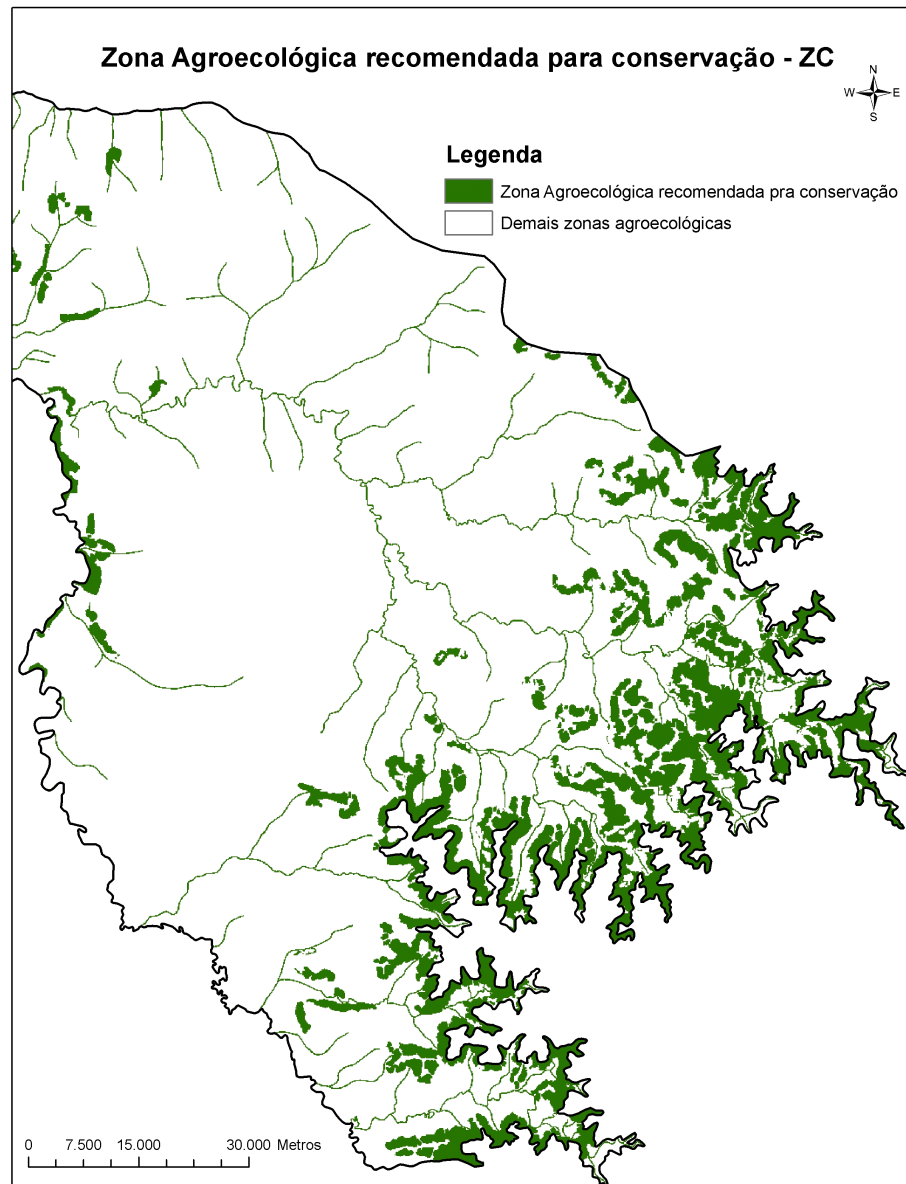 Zona Agroecológica recomendada para conservação - ZC
N
W E
S
Legenda
Zona Agroecológica recomendada pra conservação
Demais zonas agroecológicas
0 7.500 15.000 30.000 Metros